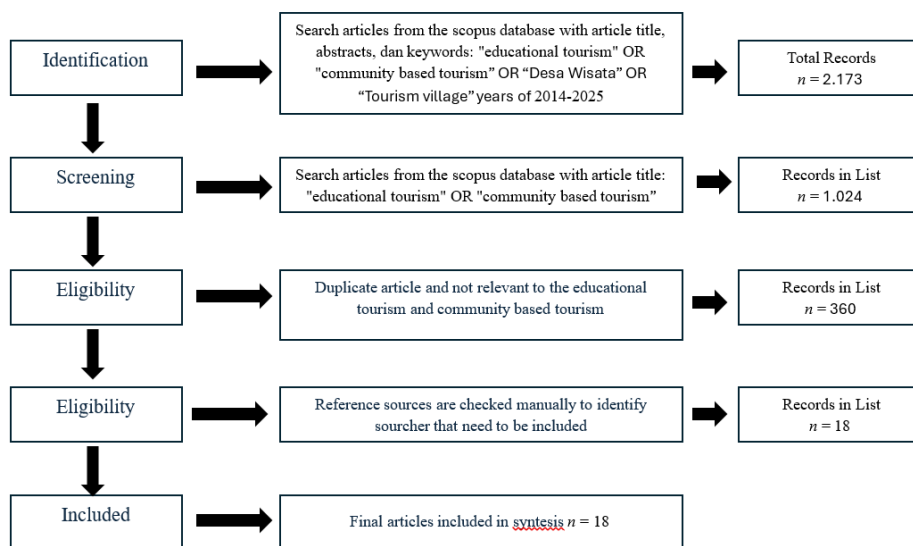 Identification
Search articles from the scopus database with article title,
abstracts, dan keywords: "educational tourism" OR
"community based tourism" OR "Desa Wisata" OR
"Tourism village" years of 2014-2025
Total Records
n = 2.173
Screening
Search articles from the scopus database with article title:
"educational tourism" OR "community based tourism"
Records in List
n = 1.024
Eligibility
Duplicate article and not relevant to the educational
tourism and community based tourism
Records in List
n = 360
Eligibility
Reference sources are checked manually to identify
sourcher that need to be included
Records in List
n = 18
Included
Final articles included in syntesis n = 18